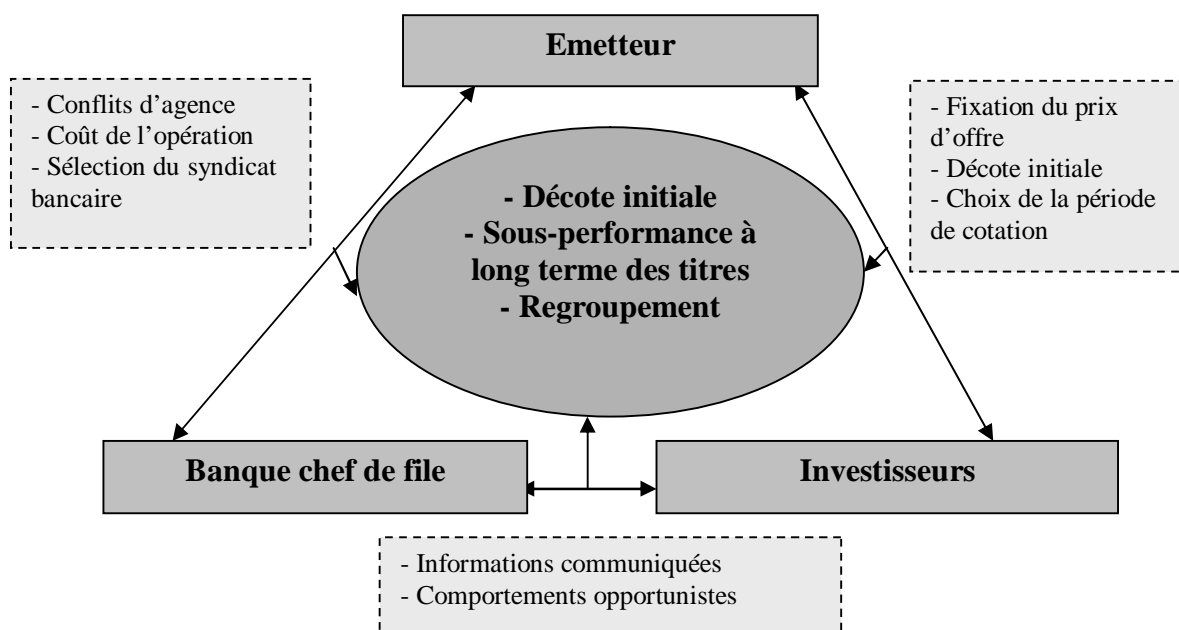 Emetteur
- Conflits d’agence
- Coût de l’opération
- Sélection du syndicat
bancaire
- Fixation du prix
d’offre
- Décote initiale
- Choix de la période
de cotation
- Décote initiale
- Sous-performance à
long terme des titres
- Regroupement
Banque chef de file
Investisseurs
- Informations communiquées
- Comportements opportunistes